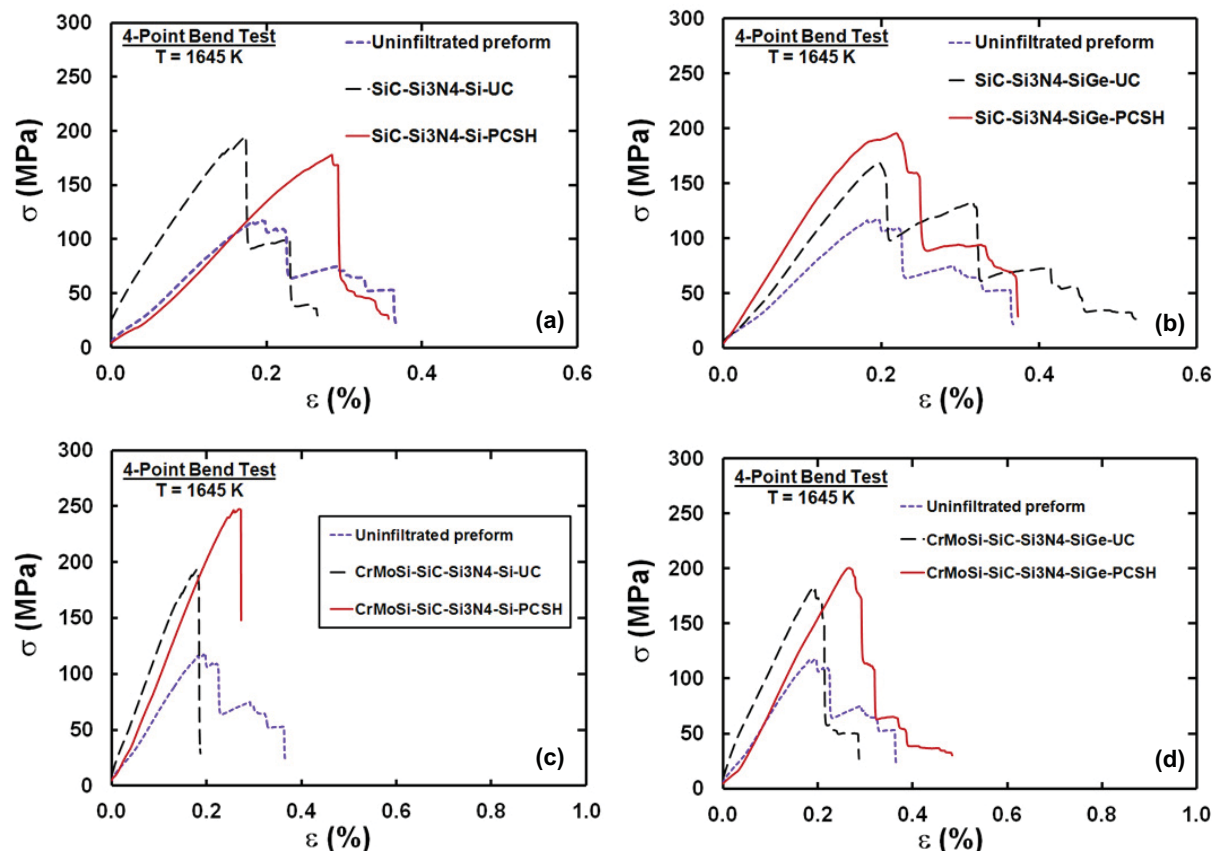 300
250
200
150
100
50
0
σ (MPa)
4-Point Bend Test
T = 1645 K
Uninfiltrated preform
SiC-Si3N4-Si-UC
SiC-Si3N4-Si-PCSH
(a)
0.0 0.2 0.4 0.6
ε (%)
300
250
200
150
100
50
0
σ (MPa)
4-Point Bend Test
T = 1645 K
Uninfiltrated preform
SiC-Si3N4-SiGe-UC
SiC-Si3N4-SiGe-PCSH
(b)
0.0 0.2 0.4 0.6
ε (%)
300
250
200
150
100
50
0
σ (MPa)
4-Point Bend Test
T = 1645 K
Uninfiltrated preform
CrMoSi-SiC-Si3N4-Si-UC
CrMoSi-SiC-Si3N4-Si-PCSH
(c)
0.0 0.2 0.4 0.6 0.8 1.0
ε (%)
300
250
200
150
100
50
0
σ (MPa)
4-Point Bend Test
T = 1645 K
Uninfiltrated preform
CrMoSi-SiC-Si3N4-SiGe-UC
CrMoSi-SiC-Si3N4-SiGe-PCSH
(d)
0.0 0.2 0.4 0.6 0.8 1.0
ε (%)